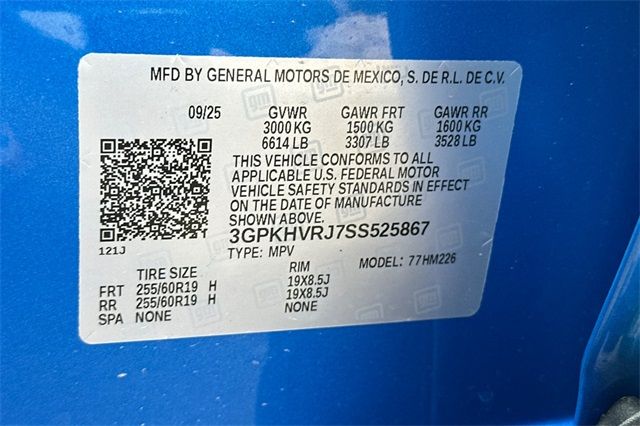 MFD BY GENERAL MOTORS DE MEXICO, S. DE R.L. DE C.V.
09/25 GVWR GAWR FRT GAWR RR
3000 KG 1500 KG 1600 KG
6614 LB 3307 LB 3528 LB
THIS VEHICLE CONFORMS TO ALL
APPLICABLE U.S. FEDERAL MOTOR
VEHICLE SAFETY STANDARDS IN EFFECT
ON THE DATE OF MANUFACTURE
SHOWN ABOVE.
3GPKHVRJ7SS525867
121J
TYPE: MPV MODEL: 77HM226
TIRE SIZE RIM
FRT 255/60R19 H 19X8.5J
RR 255/60R19 H 19X8.5J
SPA NONE NONE